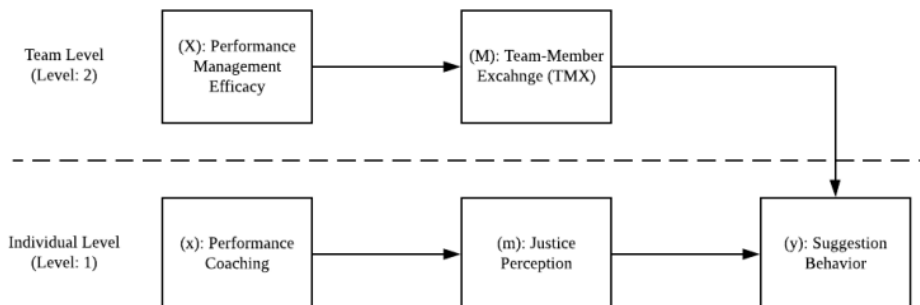 Team Level
(Level: 2)
(X): Performance
Management
Efficacy
(M): Team-Member
Excahnge (TMX)
Individual Level
(Level: 1)
(x): Performance
Coaching
(m): Justice
Perception
(y): Suggestion
Behavior